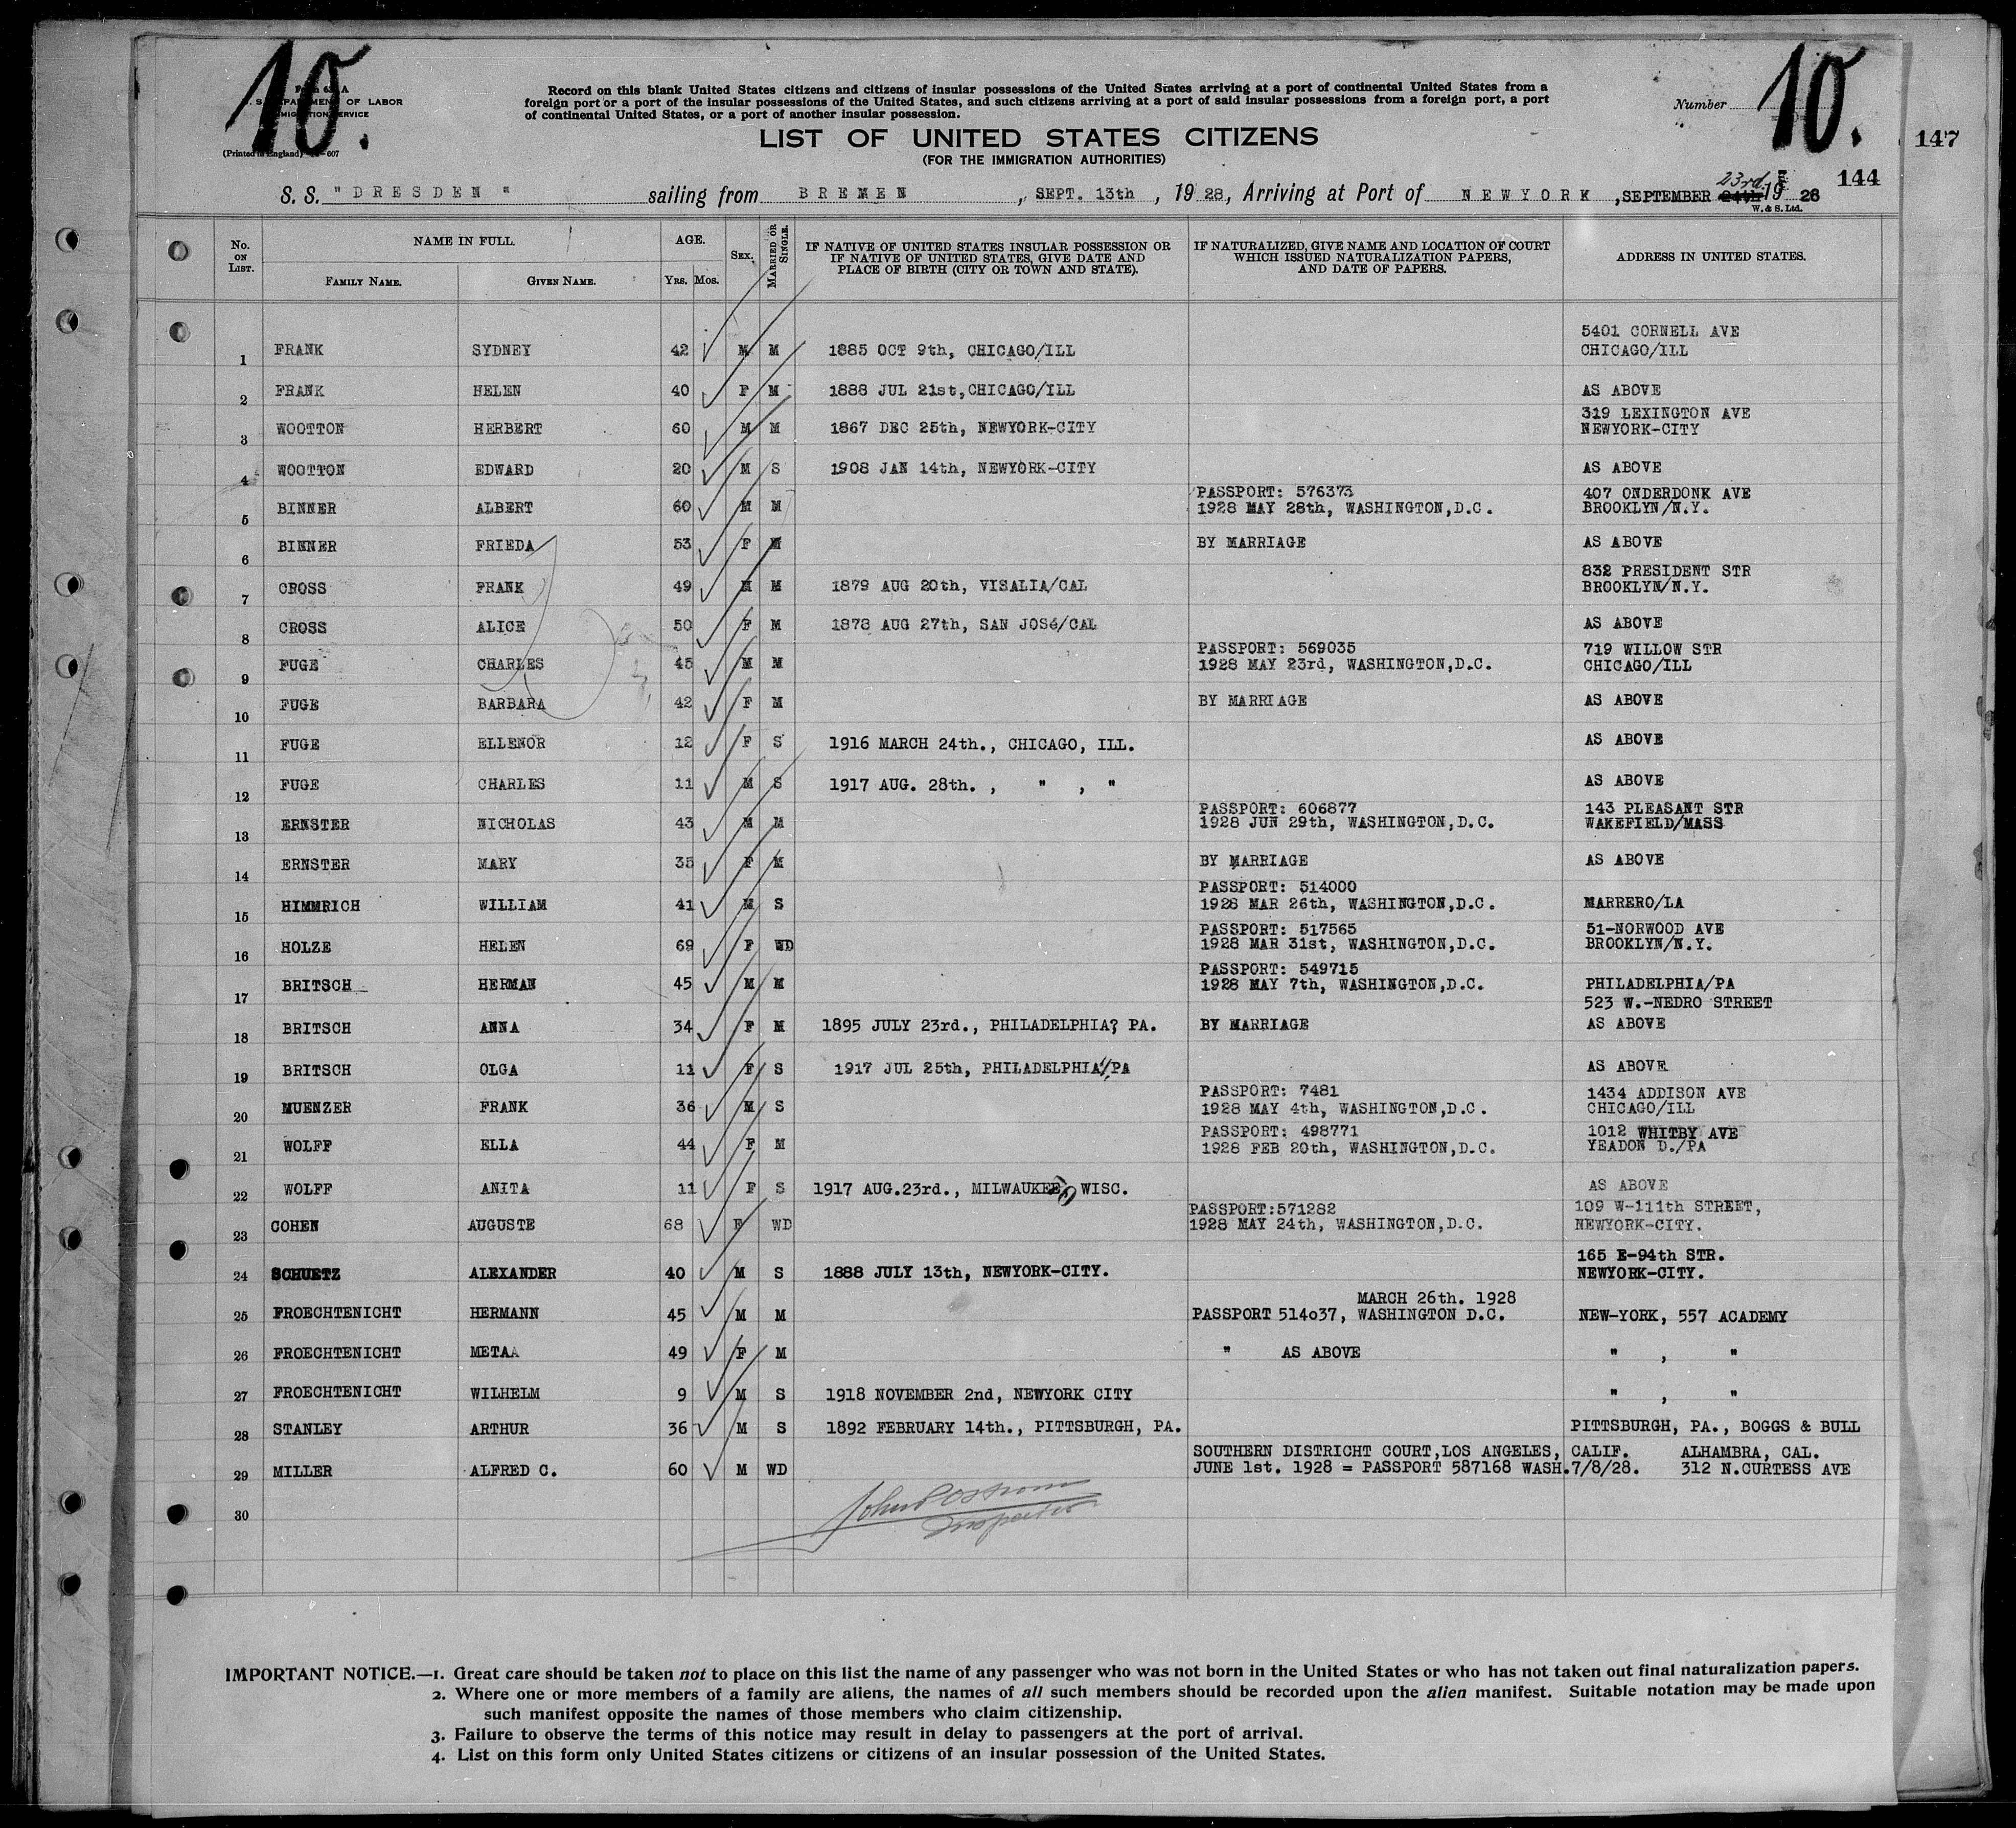 10.
10.
Form 630 A
U. S. DEPARTMENT OF LABOR
IMMIGRATION SERVICE
(Printed in England) 607
Record on this blank United States citizens and citizens of insular possessions of the United States arriving at a port of continental United States from a
foreign port or a port of the insular possessions of the United States, and such citizens arriving at a port of said insular possessions from a foreign port, a port
of continental United States, or a port of another insular possession.
Number
147
LIST OF UNITED STATES CITIZENS
(FOR THE IMMIGRATION AUTHORITIES)
144
S. S. "DRESDEN" sailing from BREMEN, SEPT. 13th, 1928, Arriving at Port of NEWYORK, SEPTEMBER 24th 23rd 1928
W. & S. Ltd.
No. ON LIST. NAME IN FULL. AGE. SEX. MARRIED OR SINGLE. IF NATIVE OF UNITED STATES INSULAR POSSESSION OR IF NATIVE OF UNITED STATES, GIVE DATE AND PLACE OF BIRTH (CITY OR TOWN AND STATE). IF NATURALIZED, GIVE NAME AND LOCATION OF COURT WHICH ISSUED NATURALIZATION PAPERS, AND DATE OF PAPERS. ADDRESS IN UNITED STATES.
FAMILY NAME. GIVEN NAME. YRS. MOS.
5401 CORNELL AVE
1 FRANK SYDNEY 42 M M 1885 OCT 9th, CHICAGO/ILL CHICAGO/ILL
2 FRANK HELEN 40 F M 1888 JUL 21st,CHICAGO/ILL AS ABOVE
319 LEXINGTON AVE
3 WOOTTON HERBERT 60 M M 1867 DEC 25th, NEWYORK-CITY NEWYORK-CITY
4 WOOTTON EDWARD 20 M S 1908 JAN 14th, NEWYORK-CITY AS ABOVE
PASSPORT: 576373 407 ONDERDONK AVE
5 BINNER ALBERT 60 M M 1928 MAY 28th, WASHINGTON,D.C. BROOKLYN/N.Y.
6 BINNER FRIEDA 53 F M BY MARRIAGE AS ABOVE
832 PRESIDENT STR
7 CROSS FRANK 49 M M 1879 AUG 20th, VISALIA/CAL BROOKLYN/N.Y.
8 CROSS ALICE 50 F M 1878 AUG 27th, SAN JOSé/CAL AS ABOVE
PASSPORT: 569035 719 WILLOW STR
9 FUGE CHARLES 45 M M 1928 MAY 23rd, WASHINGTON,D.C. CHICAGO/ILL
10 FUGE BARBARA 42 F M BY MARRIAGE AS ABOVE
11 FUGE ELLENOR 12 F S 1916 MARCH 24th., CHICAGO, ILL. AS ABOVE
12 FUGE CHARLES 11 M S 1917 AUG. 28th. , " , " AS ABOVE
PASSPORT: 606877 143 PLEASANT STR
13 ERNSTER NICHOLAS 43 M M 1928 JUN 29th, WASHINGTON,D.C. WAKEFIELD/MASS
14 ERNSTER MARY 35 F M BY MARRIAGE AS ABOVE
PASSPORT: 514000
15 HIMMRICH WILLIAM 41 M S 1928 MAR 26th, WASHINGTON,D.C. MARRERO/LA
PASSPORT: 517565 51-NORWOOD AVE
16 HOLZE HELEN 69 F WD 1928 MAR 31st, WASHINGTON,D.C. BROOKLYN/N.Y.
PASSPORT: 549715
17 BRITSCH HERMAN 45 M M 1928 MAY 7th, WASHINGTON,D.C. PHILADELPHIA/PA
523 W.-NEDRO STREET
18 BRITSCH ANNA 34 F M 1895 JULY 23rd., PHILADELPHIA? PA. BY MARRIAGE AS ABOVE
19 BRITSCH OLGA 11 F S 1917 JUL 25th, PHILADELPHIA/PA AS ABOVE
PASSPORT: 7481 1434 ADDISON AVE
20 MUENZER FRANK 36 M S 1928 MAY 4th, WASHINGTON,D.C. CHICAGO/ILL
PASSPORT: 498771 1012 WHITBY AVE
21 WOLFF ELLA 44 F M 1928 FEB 20th, WASHINGTON,D.C. YEADON D./PA
22 WOLFF ANITA 11 F S 1917 AUG.23rd., MILWAUKEE, WISC. AS ABOVE
PASSPORT:571282 109 W-111th STREET,
23 COHEN AUGUSTE 68 F WD 1928 MAY 24th, WASHINGTON,D.C. NEWYORK-CITY.
165 E-94th STR.
24 SCHUETZ ALEXANDER 40 M S 1888 JULY 13th, NEWYORK-CITY. NEWYORK-CITY.
MARCH 26th. 1928
25 FROECHTENICHT HERMANN 45 M M PASSPORT 514037, WASHINGTON D.C. NEW-YORK, 557 ACADEMY
26 FROECHTENICHT METAA 49 F M " AS ABOVE " , "
27 FROECHTENICHT WILHELM 9 M S 1918 NOVEMBER 2nd, NEWYORK CITY " , "
28 STANLEY ARTHUR 36 M S 1892 FEBRUARY 14th., PITTSBURGH, PA. PITTSBURGH, PA., BOGGS & BULL
SOUTHERN DISTRICHT COURT,LOS ANGELES, CALIF. ALHAMBRA, CAL.
29 MILLER ALFRED C. 60 M WD JUNE 1st. 1928 = PASSPORT 587168 WASH.7/8/28. 312 N.CURTESS AVE
30
Inspector
IMPORTANT NOTICE.—1. Great care should be taken not to place on this list the name of any passenger who was not born in the United States or who has not taken out final naturalization papers.
2. Where one or more members of a family are aliens, the names of all such members should be recorded upon the alien manifest. Suitable notation may be made upon
such manifest opposite the names of those members who claim citizenship.
3. Failure to observe the terms of this notice may result in delay to passengers at the port of arrival.
4. List on this form only United States citizens or citizens of an insular possession of the United States.